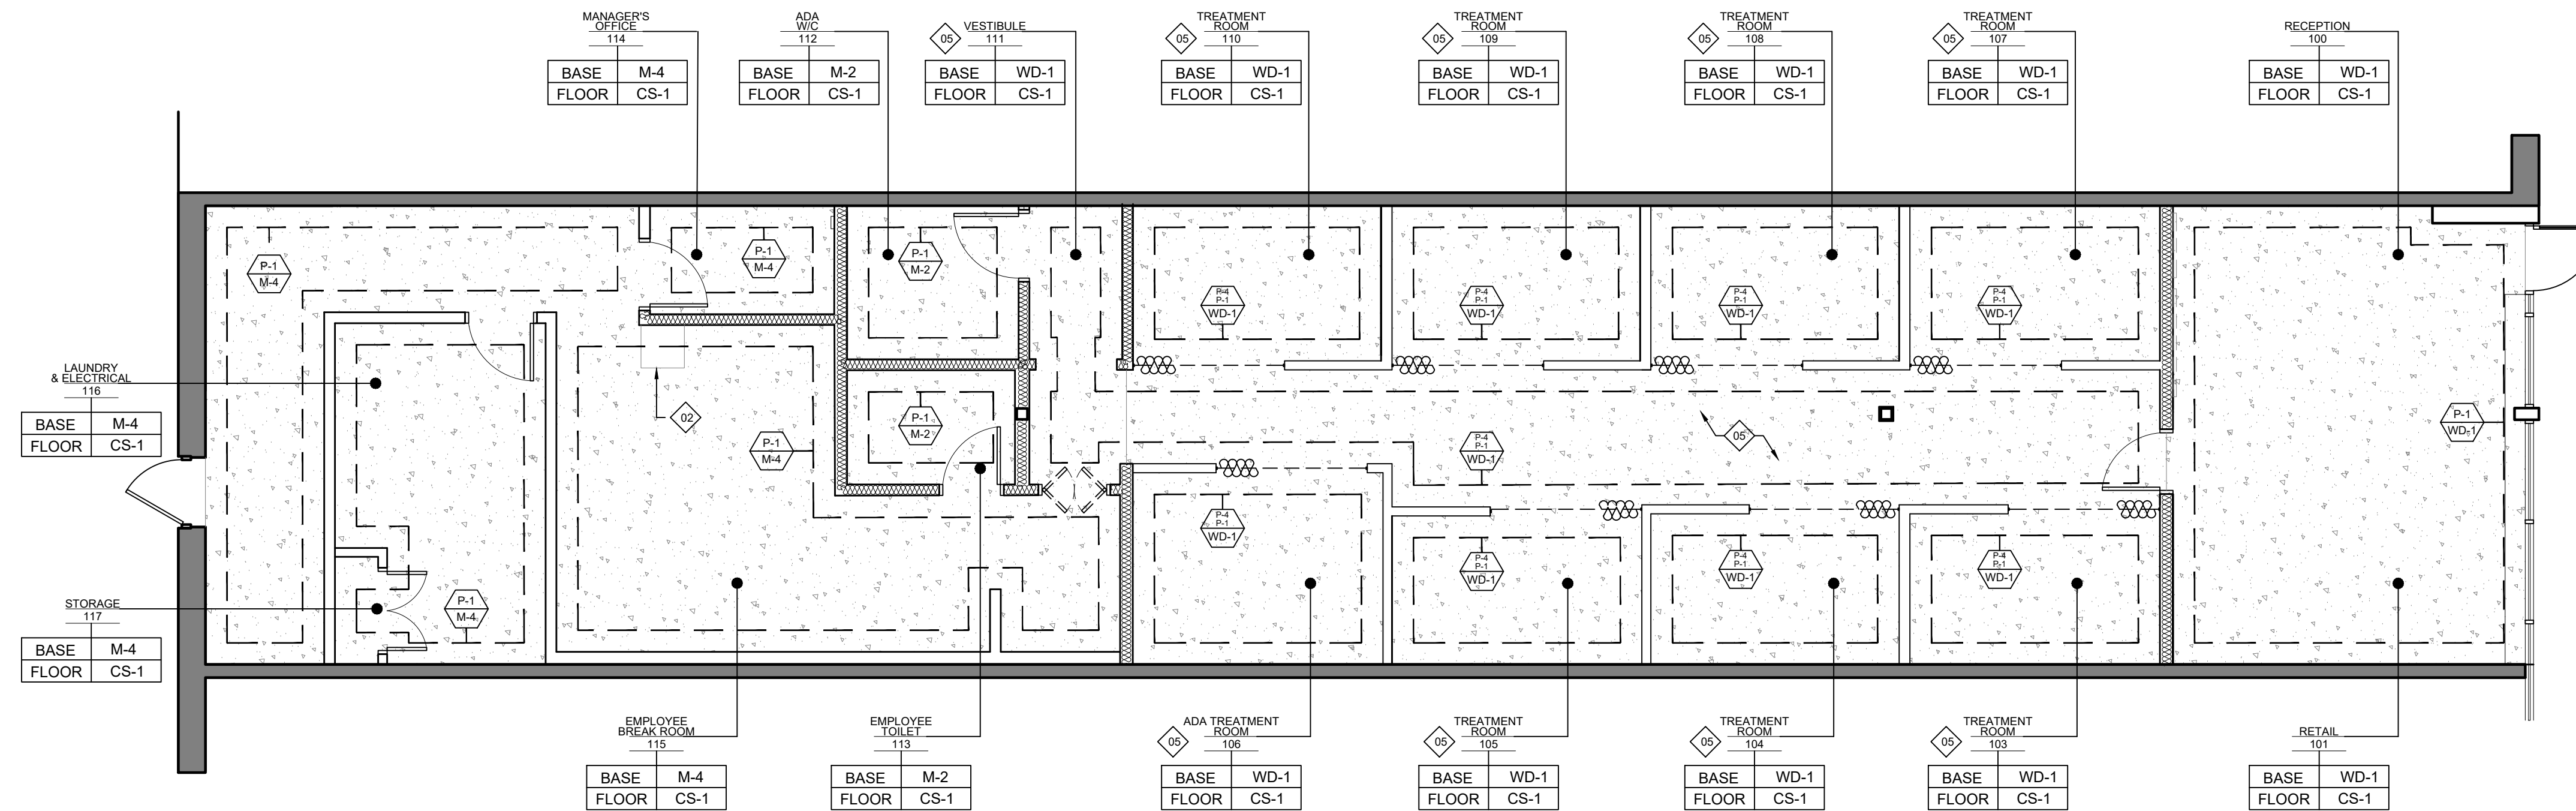 MANAGER'S
OFFICE
114
BASE M-4
FLOOR CS-1
ADA
W/C
112
BASE M-2
FLOOR CS-1
05 VESTIBULE
111
BASE WD-1
FLOOR CS-1
TREATMENT
05 ROOM
110
BASE WD-1
FLOOR CS-1
TREATMENT
05 ROOM
109
BASE WD-1
FLOOR CS-1
TREATMENT
05 ROOM
108
BASE WD-1
FLOOR CS-1
TREATMENT
05 ROOM
107
BASE WD-1
FLOOR CS-1
RECEPTION
100
BASE WD-1
FLOOR CS-1
P-1
M-4
P-1
M-4
P-1
M-2
P-4
P-1
WD-1
P-4
P-1
WD-1
P-4
P-1
WD-1
P-4
P-1
WD-1
LAUNDRY
& ELECTRICAL
116
BASE M-4
FLOOR CS-1
02
P-1
M-4
P-1
M-2
P-4
P-1
WD-1
05
P-1
WD-1
P-4
P-1
WD-1
P-4
P-1
WD-1
P-4
P-1
WD-1
P-4
P-1
WD-1
STORAGE
117
BASE M-4
FLOOR CS-1
P-1
M-4
EMPLOYEE
BREAK ROOM
115
BASE M-4
FLOOR CS-1
EMPLOYEE
TOILET
113
BASE M-2
FLOOR CS-1
ADA TREATMENT
05 ROOM
106
BASE WD-1
FLOOR CS-1
TREATMENT
05 ROOM
105
BASE WD-1
FLOOR CS-1
TREATMENT
05 ROOM
104
BASE WD-1
FLOOR CS-1
TREATMENT
05 ROOM
103
BASE WD-1
FLOOR CS-1
RETAIL
101
BASE WD-1
FLOOR CS-1